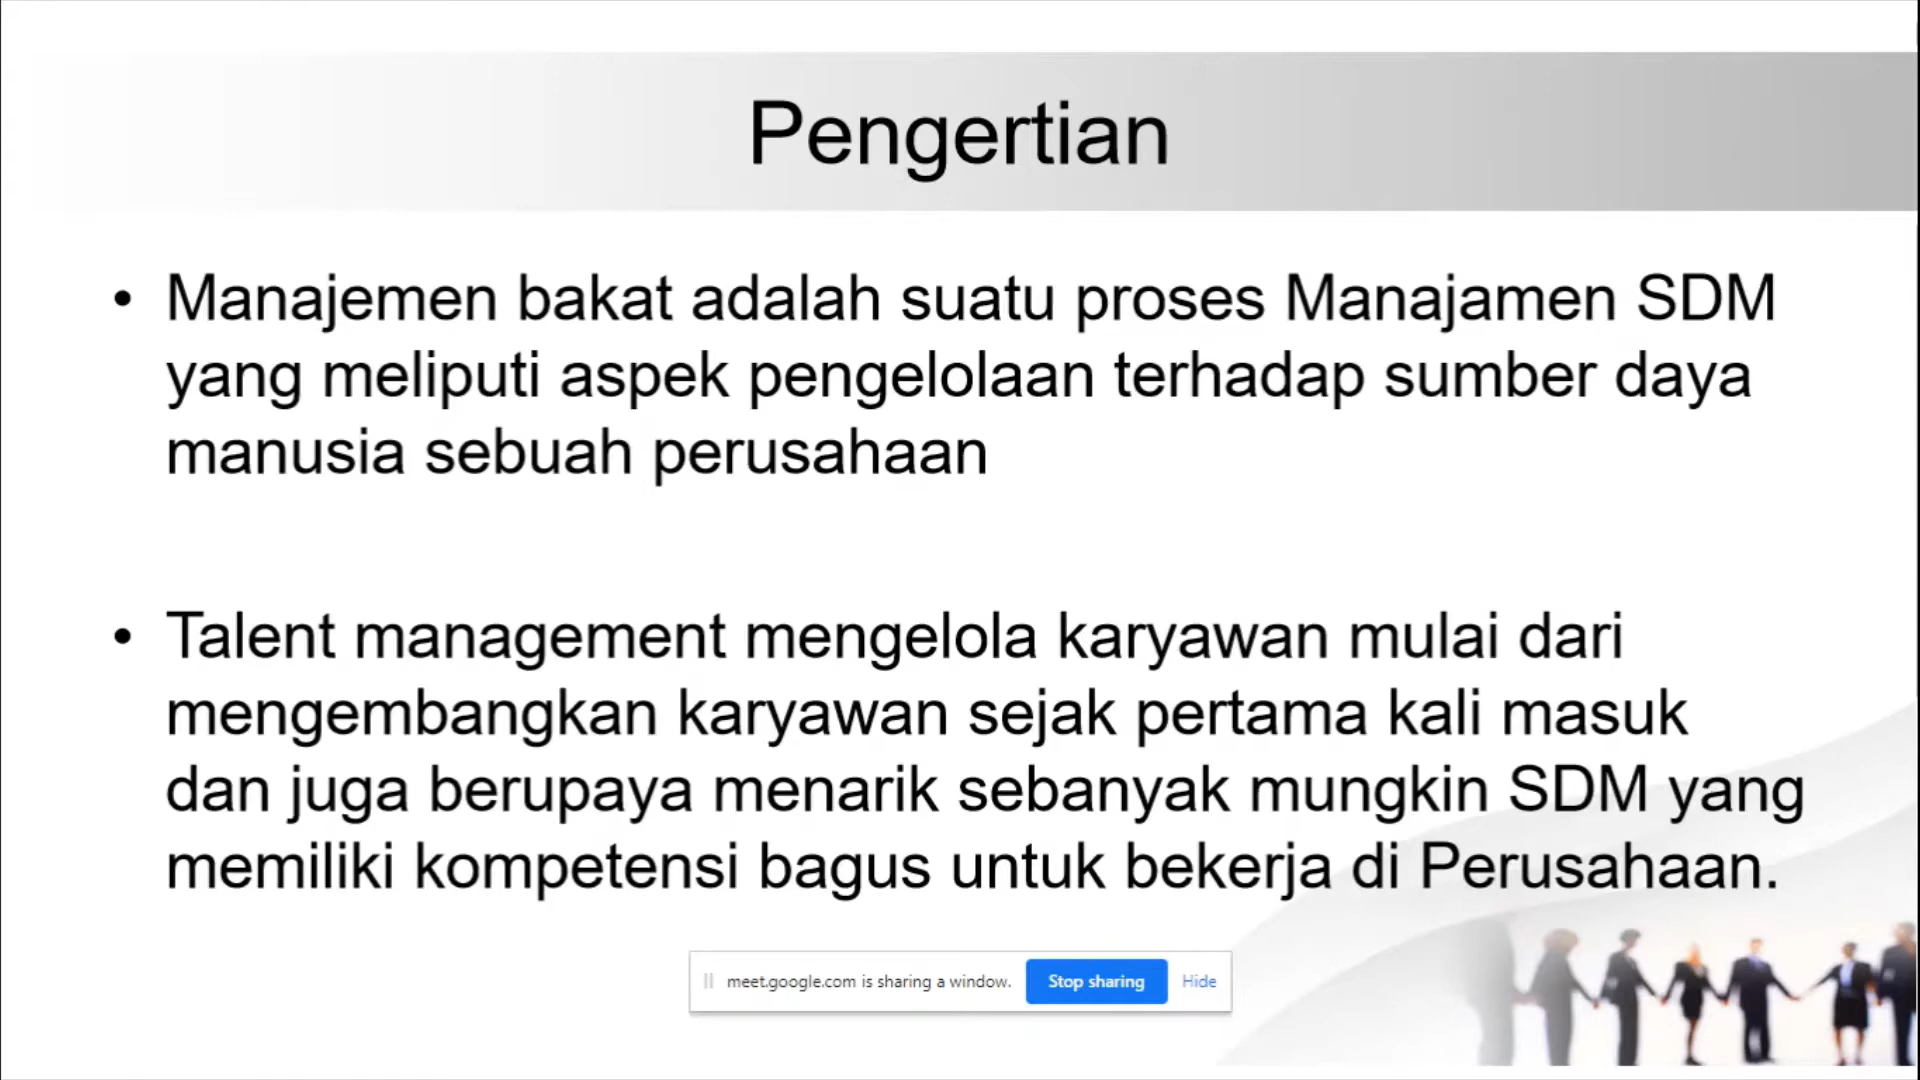 Pengertian
• Manajemen bakat adalah suatu proses Manajamen SDM
yang meliputi aspek pengelolaan terhadap sumber daya
manusia sebuah perusahaan
• Talent management mengelola karyawan mulai dari
mengembangkan karyawan sejak pertama kali masuk
dan juga berupaya menarik sebanyak mungkin SDM yang
memiliki kompetensi bagus untuk bekerja di Perusahaan.
meet.google.com is sharing a window. Stop sharing Hide